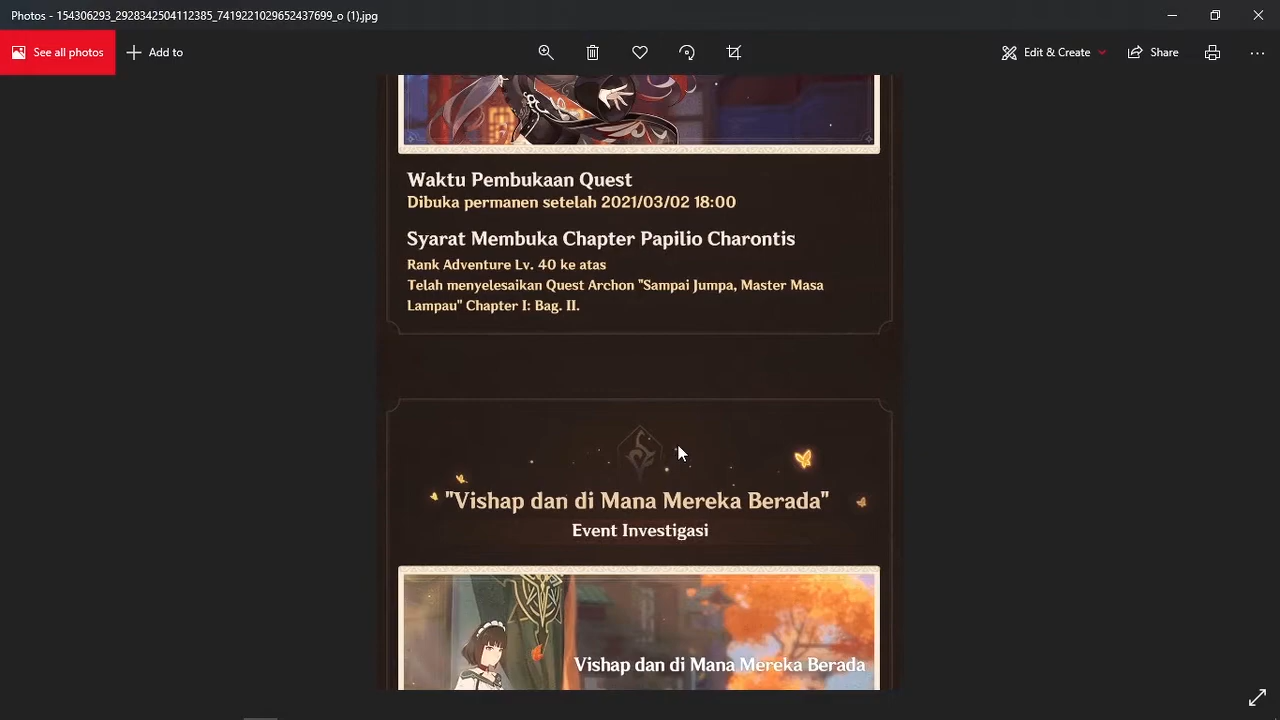 Photos - 154306293_2928342504112385_7419221029652437699_o (1).jpg
See all photos
Add to
Edit & Create
Share
Waktu Pembukaan Quest
Dibuka permanen setelah 2021/03/02 18:00
Syarat Membuka Chapter Papilio Charontis
Rank Adventure Lv. 40 ke atas
Telah menyelesaikan Quest Archon "Sampai Jumpa, Master Masa
Lampau" Chapter I: Bag. II.
"Vishap dan di Mana Mereka Berada"
Event Investigasi
Vishap dan di Mana Mereka Berada